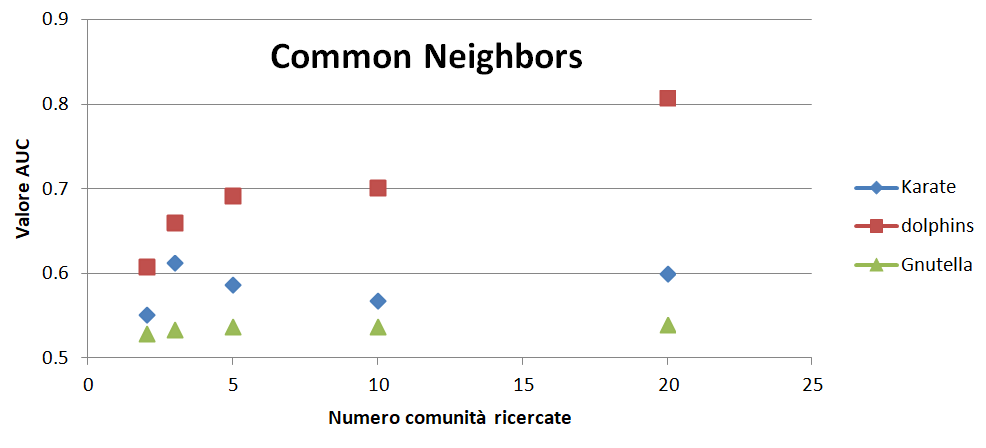 Common Neighbors
0.9
0.8
0.7
0.6
0.5
Valore AUC
0 5 10 15 20 25
Numero comunità ricercate
Karate
dolphins
Gnutella